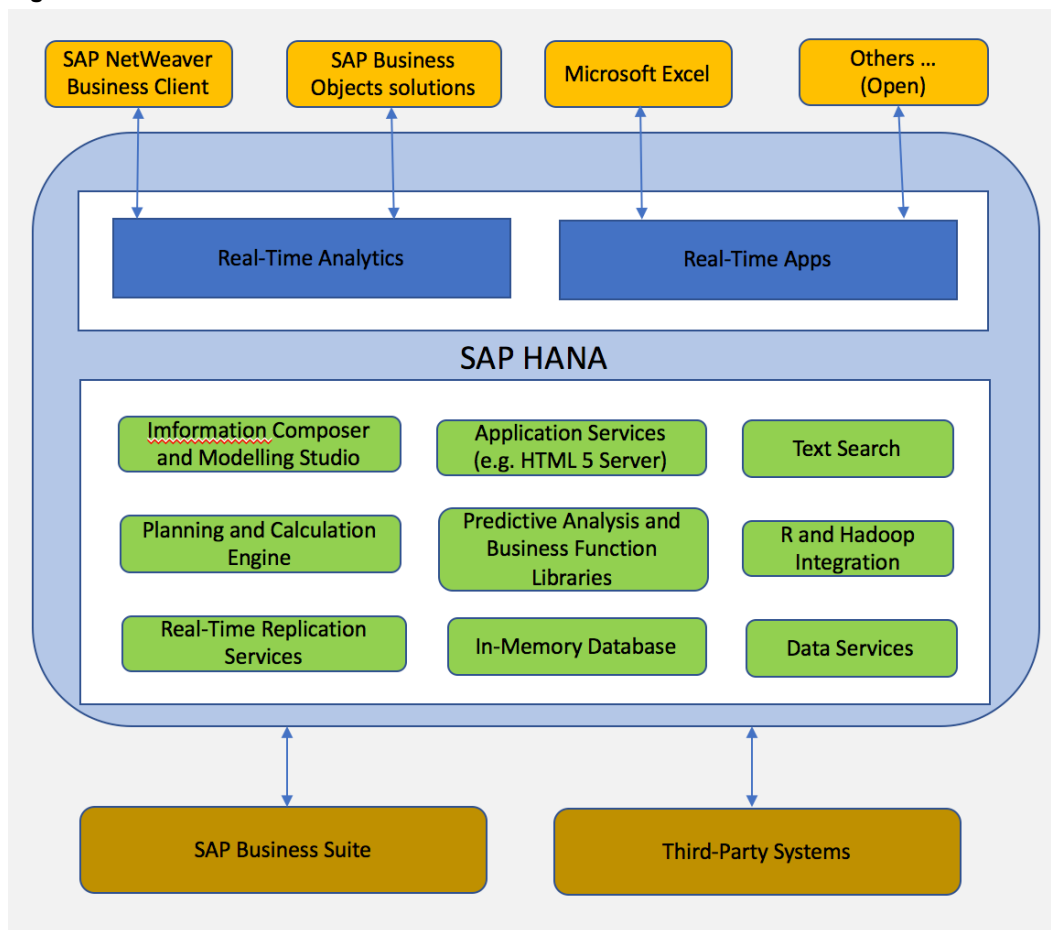 SAP NetWeaver
Business Client
SAP Business
Objects solutions
Microsoft Excel
Others ...
(Open)
Real-Time Analytics
Real-Time Apps
SAP HANA
Imformation Composer
and Modelling Studio
Application Services
(e.g. HTML 5 Server)
Text Search
Planning and Calculation
Engine
Predictive Analysis and
Business Function
Libraries
R and Hadoop
Integration
Real-Time Replication
Services
In-Memory Database
Data Services
SAP Business Suite
Third-Party Systems